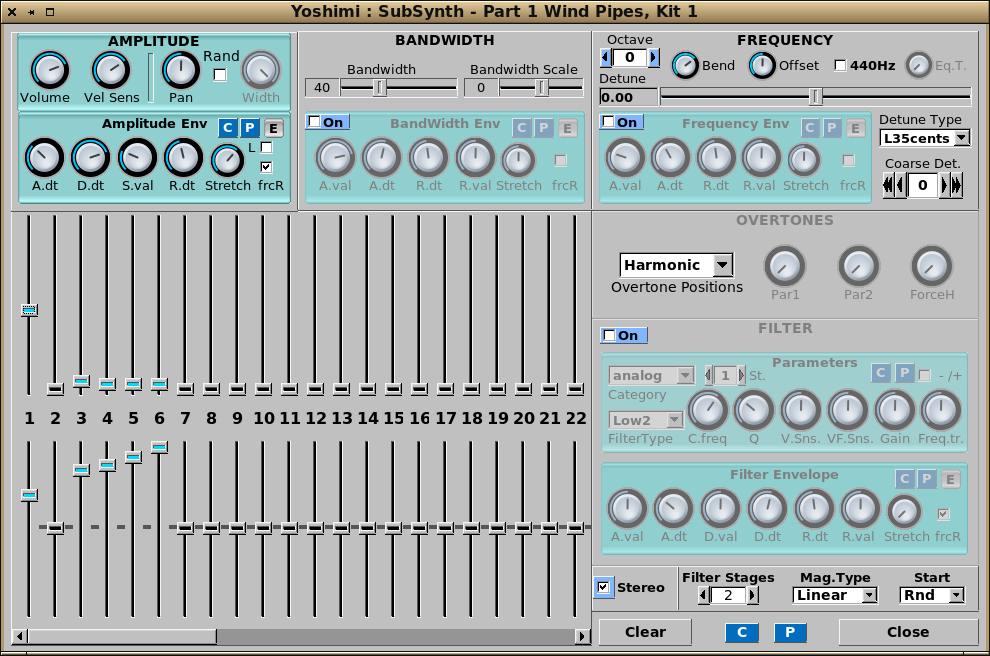 Yoshimi : SubSynth - Part 1 Wind Pipes, Kit 1
AMPLITUDE
Rand
Volume Vel Sens Pan Width
Amplitude Env C P E
L
A.dt D.dt S.val R.dt Stretch frcR
BANDWIDTH
Bandwidth Bandwidth Scale
40 0
On BandWidth Env C P E
A.val A.dt R.dt R.val Stretch frcR
Octave FREQUENCY
0 Bend Offset 440Hz Eq.T.
Detune
0.00
On Frequency Env C P E
A.val A.dt R.dt R.val Stretch frcR
Detune Type
L35cents
Coarse Det.
0
OVERTONES
Harmonic
Overtone Positions Par1 Par2 ForceH
On FILTER
Parameters
analog 1 St. C P - /+
Category
Low2
FilterType C.freq Q V.Sns. VF.Sns. Gain Freq.tr.
Filter Envelope C P E
A.val A.dt D.val D.dt R.dt R.val Stretch frcR
1 2 3 4 5 6 7 8 9 10 11 12 13 14 15 16 17 18 19 20 21 22
Stereo Filter Stages Mag.Type Start
2 Linear Rnd
Clear C P Close